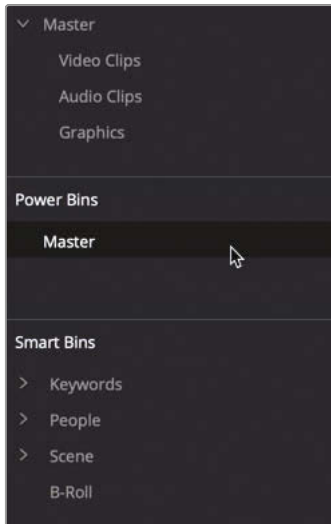 Master
Video Clips
Audio Clips
Graphics
Power Bins
Master
Smart Bins
Keywords
People
Scene
B-Roll